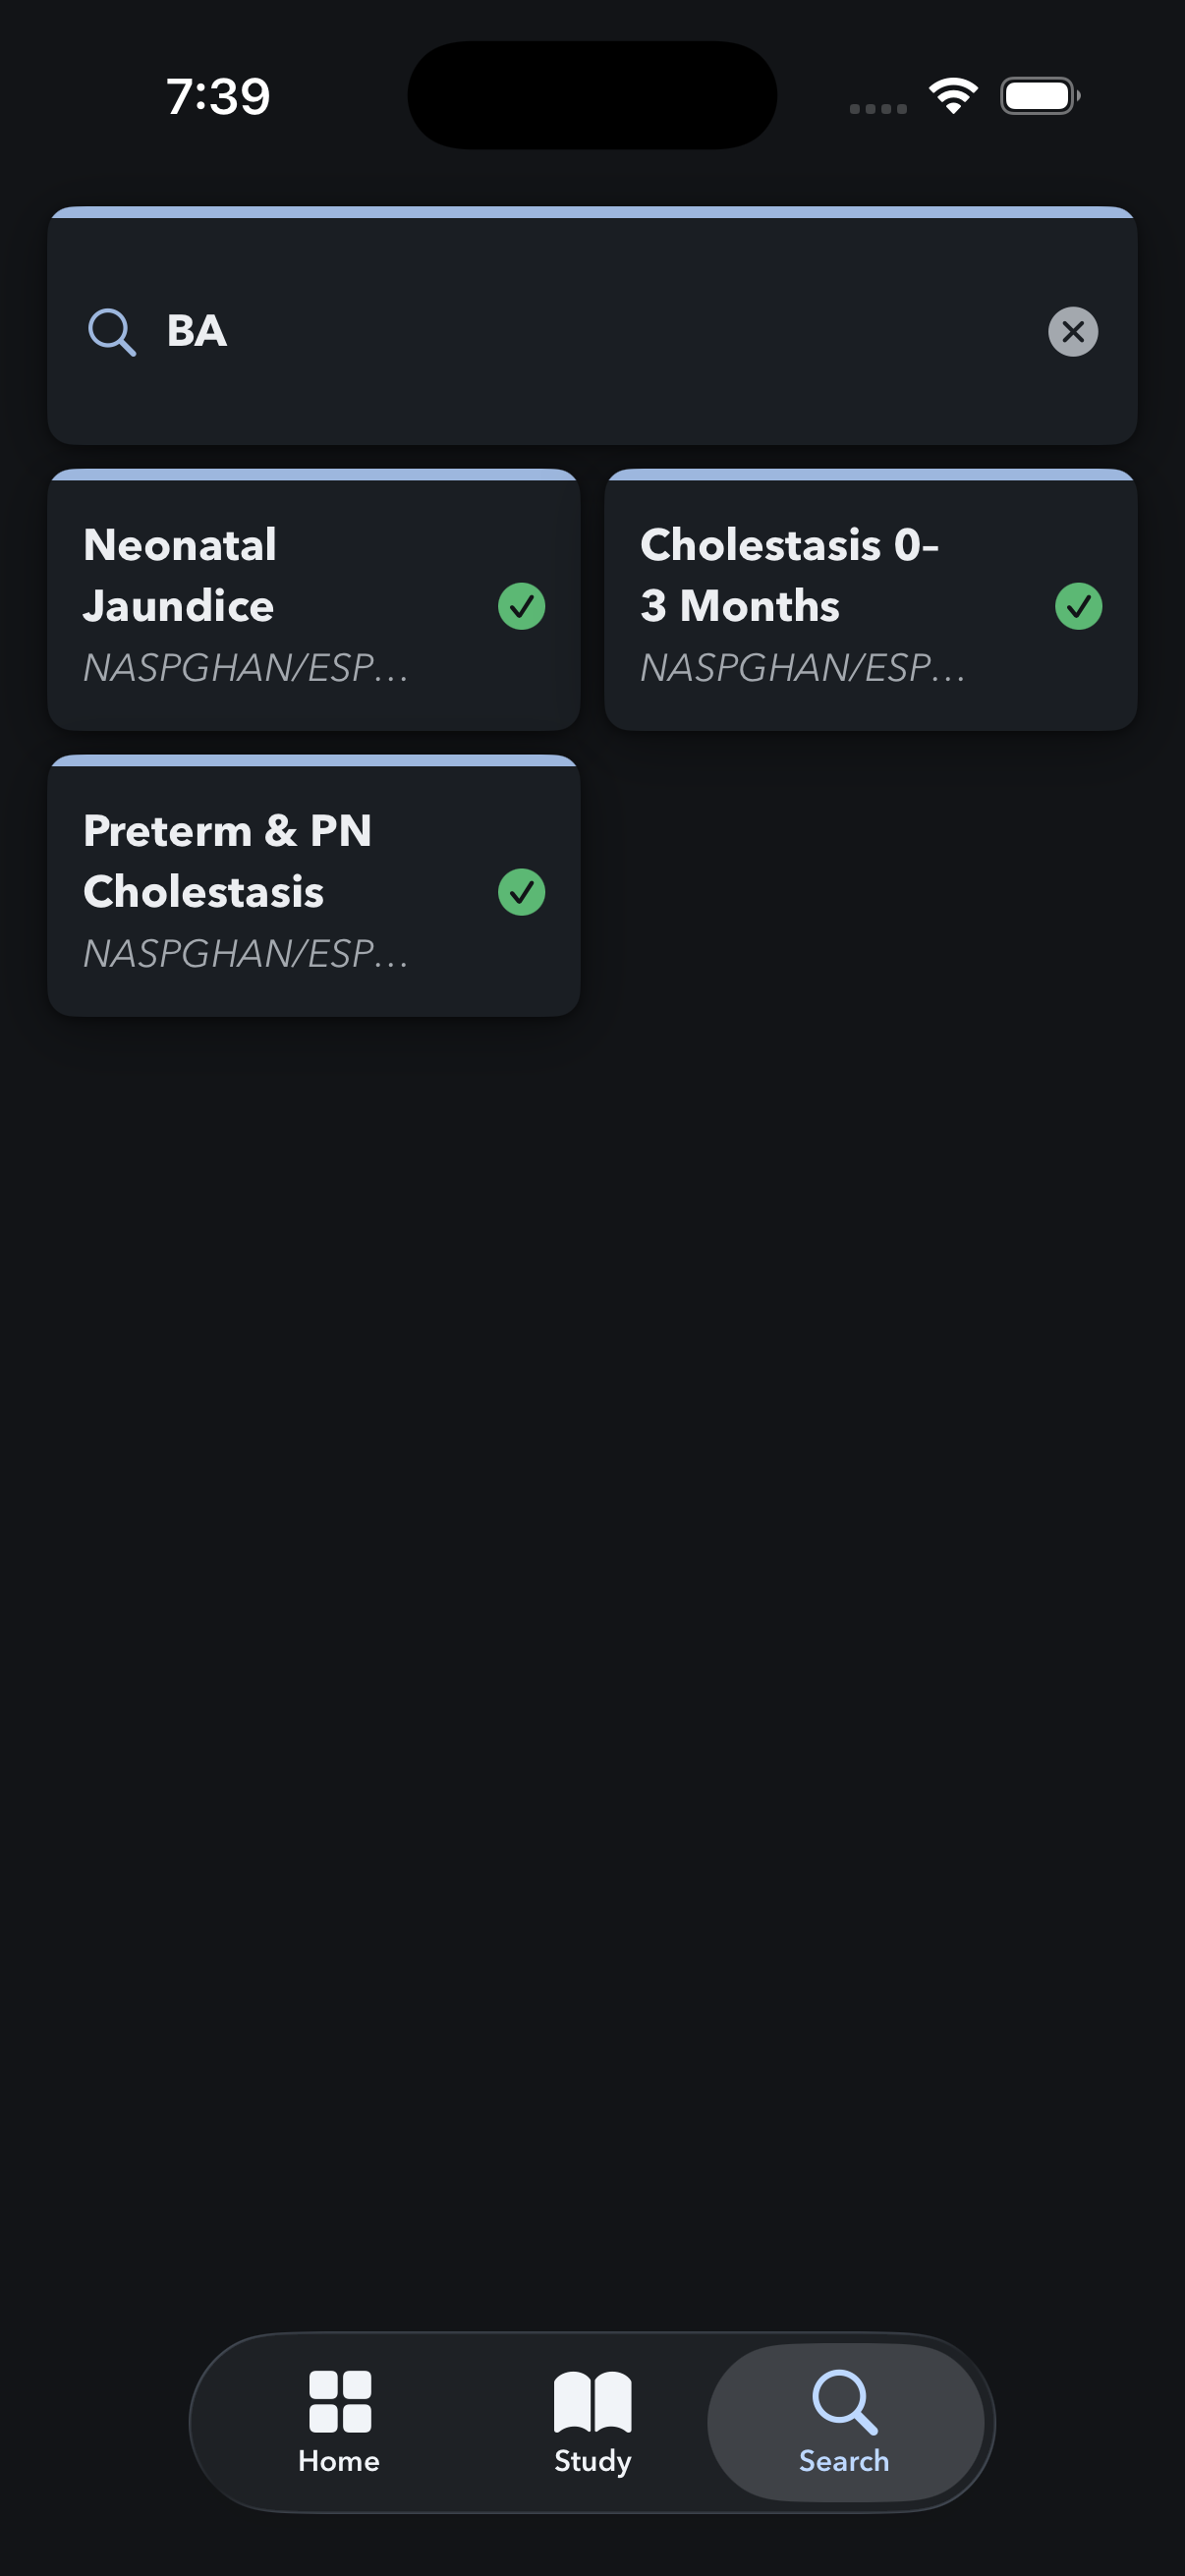 7:39
BA
Neonatal
Jaundice
NASPGHAN/ESP…
Cholestasis 0–
3 Months
NASPGHAN/ESP…
Preterm & PN
Cholestasis
NASPGHAN/ESP…
Home
Study
Search